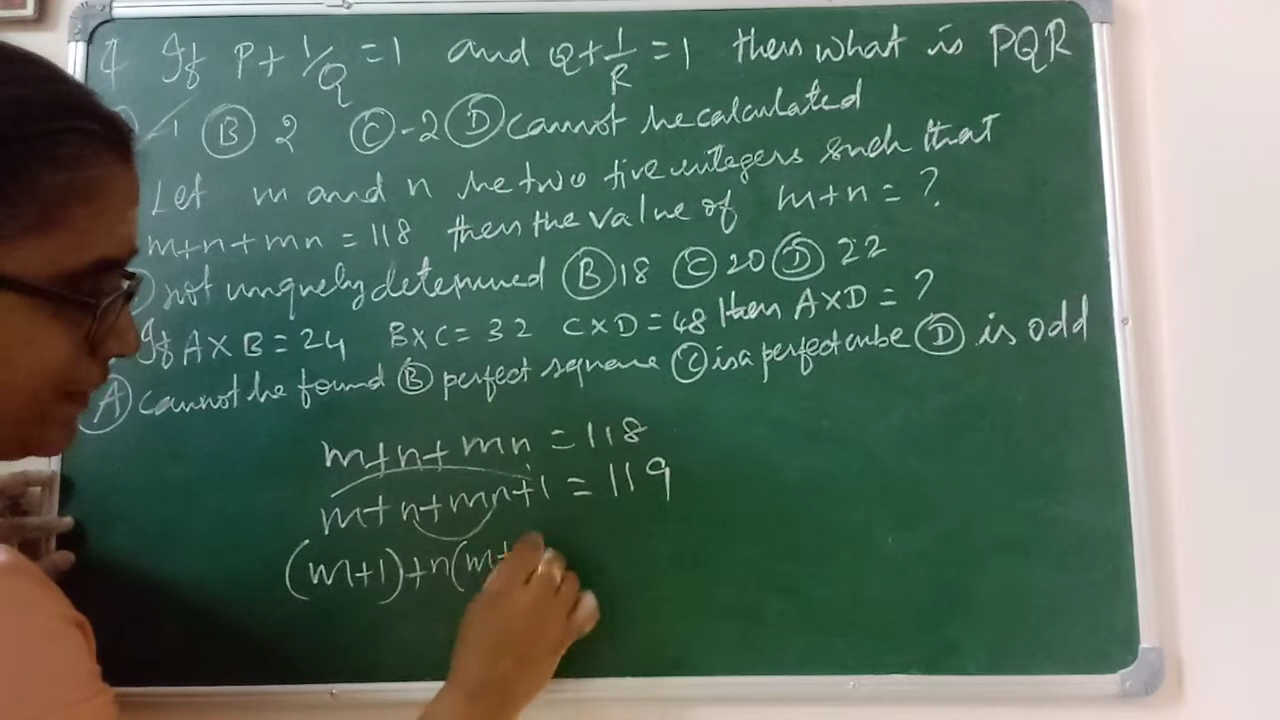 If P + 1/Q = 1 and Q + 1/R = 1 then what is PQR
-1 (B) 2 (C) -2 (D) cannot be calculated
Let m and n be two +ive integers such that
m+n+mn = 118 then the value of m+n = ?
not uniquely determined (B) 18 (C) 20 (D) 22
If A X B = 24 B X C = 32 C X D = 48 then A X D = ?
(A) cannot be found (B) perfect square (C) is a perfect cube (D) is odd
m+n+mn = 118
m+n+mn+1 = 119
(m+1)+n(m+